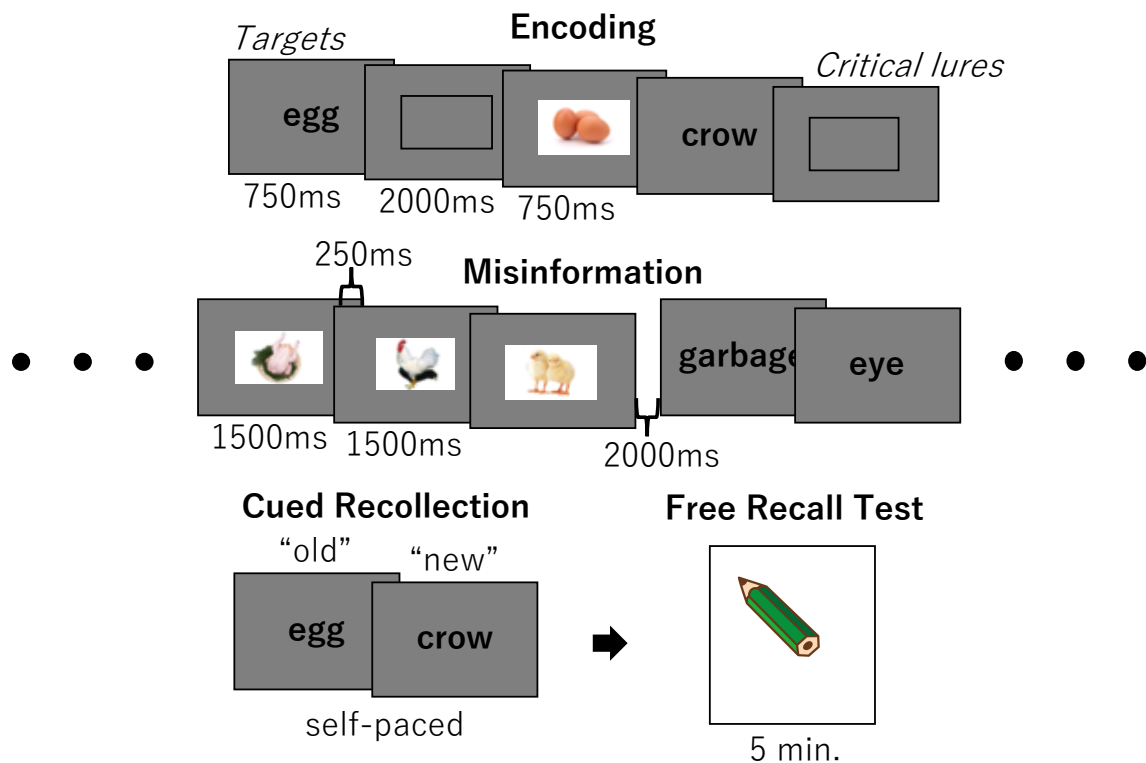 Encoding
Targets
Critical lures
egg
crow
750ms
2000ms
750ms
250ms
Misinformation
garbage
eye
1500ms
1500ms
2000ms
Cued Recollection
Free Recall Test
“old”
“new”
egg
crow
self-paced
5 min.